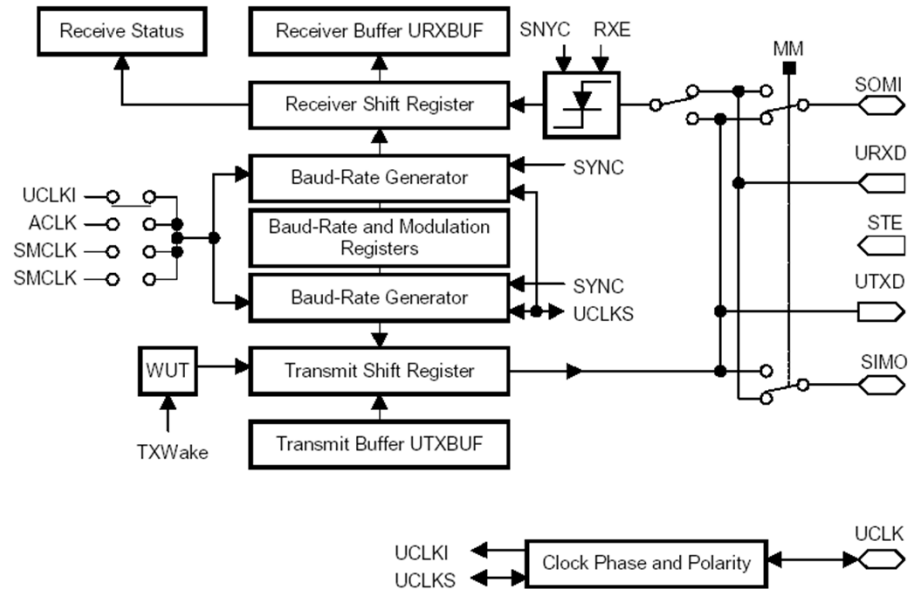 Receive Status
Receiver Buffer URXBUF
SNYC
RXE
MM
Receiver Shift Register
SOMI
Baud-Rate Generator
SYNC
URXD
UCLKI
ACLK
SMCLK
SMCLK
Baud-Rate and Modulation
Registers
STE
Baud-Rate Generator
SYNC
UCLKS
UTXD
WUT
Transmit Shift Register
SIMO
TXWake
Transmit Buffer UTXBUF
UCLKI
UCLKS
Clock Phase and Polarity
UCLK